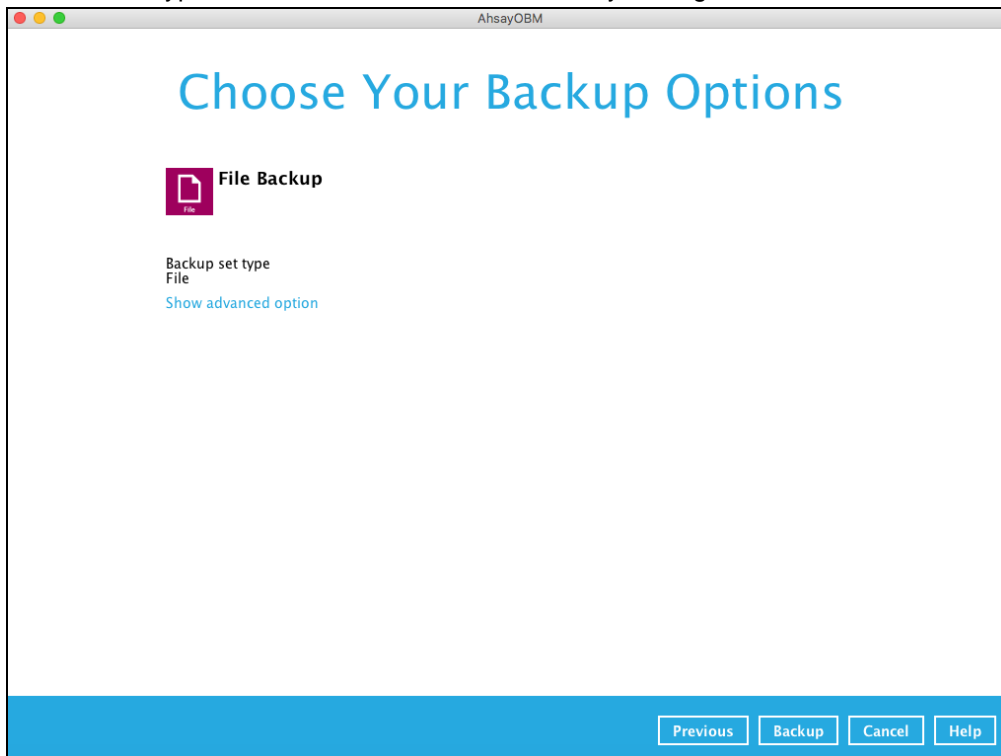 AhsayOBM
Choose Your Backup Options
File Backup
File
Backup set type
File
Show advanced option
Previous Backup Cancel Help